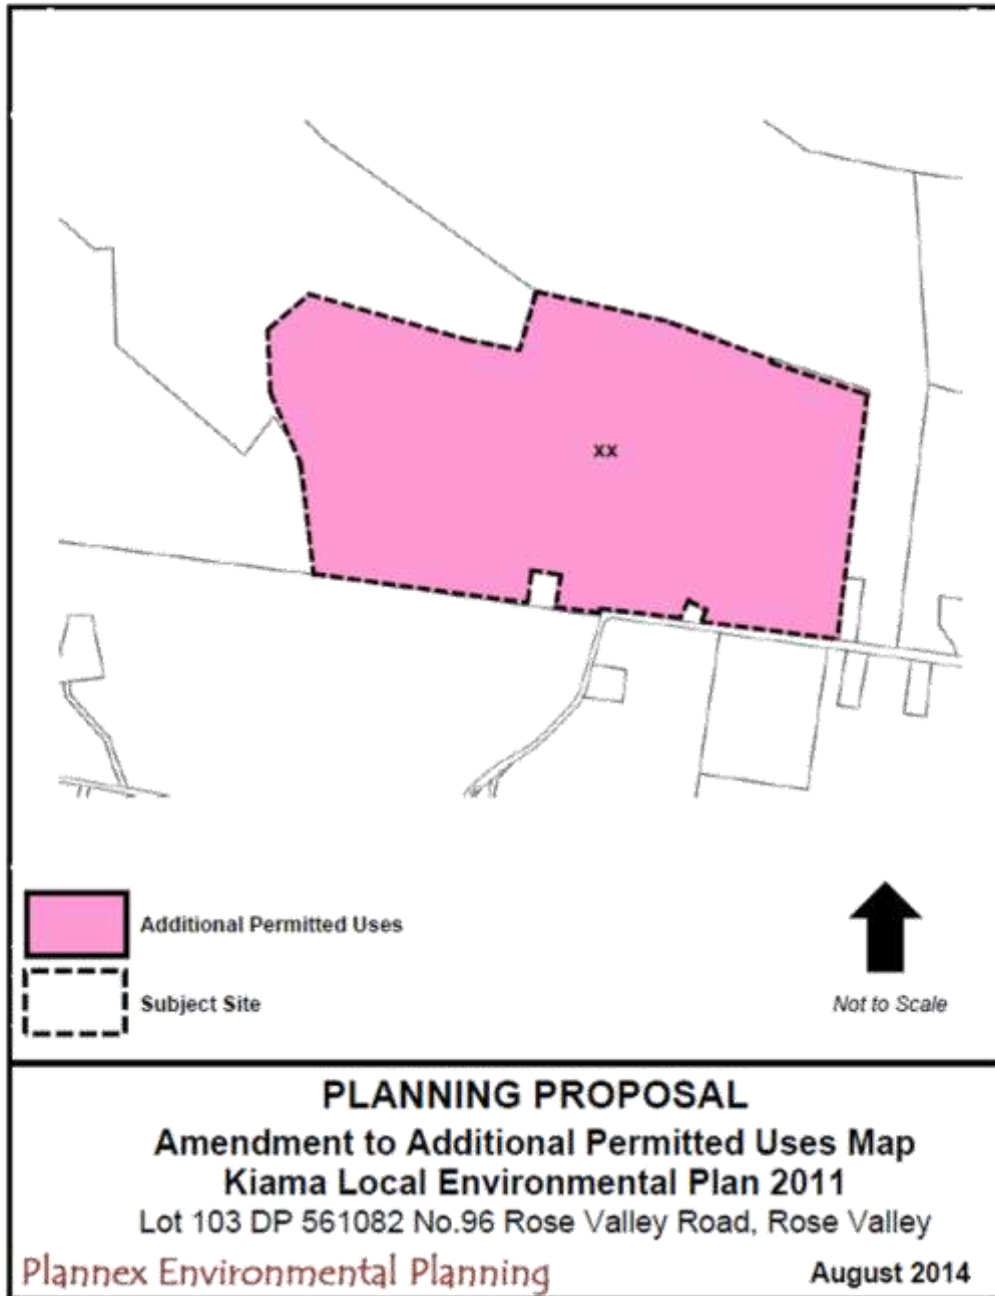 xx
Additional Permitted Uses
Subject Site
Not to Scale
PLANNING PROPOSAL
Amendment to Additional Permitted Uses Map
Kiama Local Environmental Plan 2011
Lot 103 DP 561082 No.96 Rose Valley Road, Rose Valley
Plannex Environmental Planning
August 2014